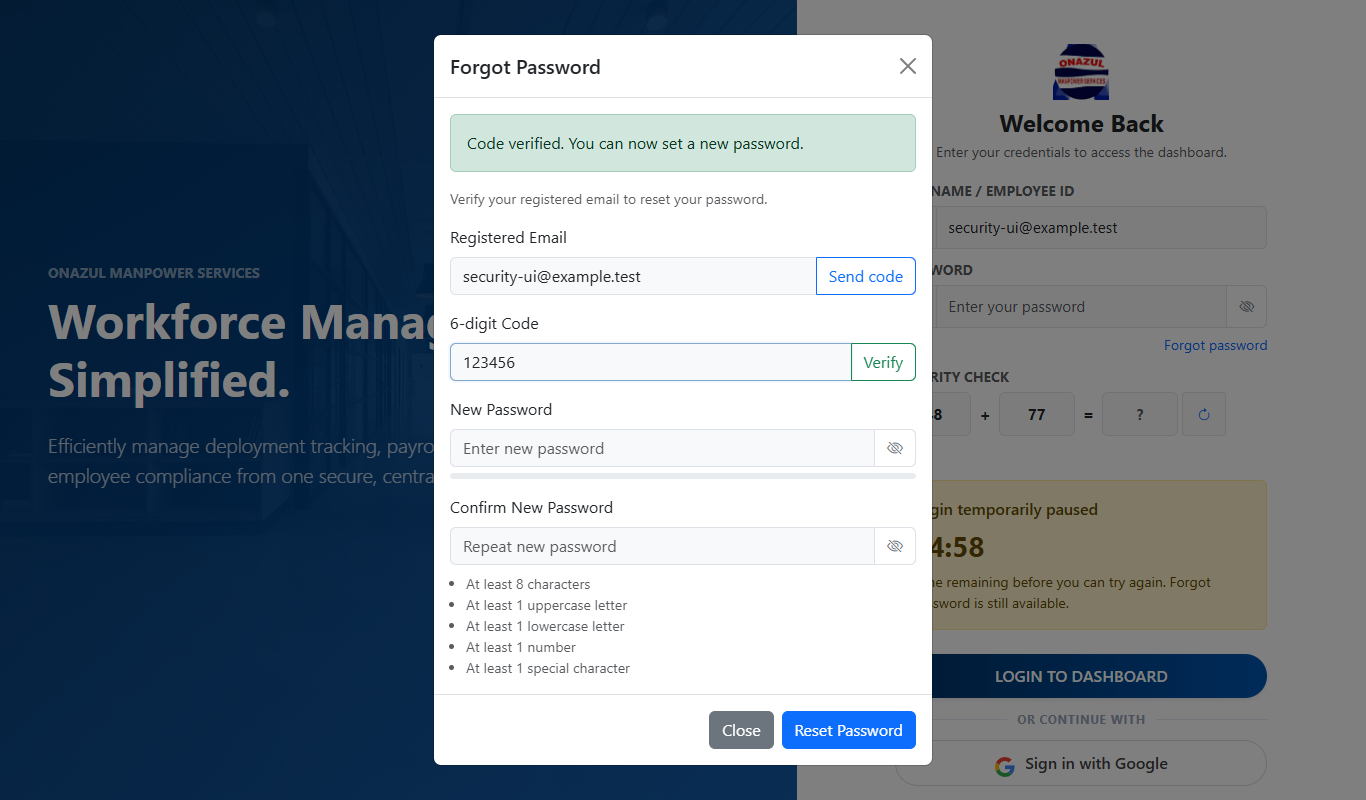 Forgot Password
Code verified. You can now set a new password.
Verify your registered email to reset your password.
Registered Email
security-ui@example.test
Send code
6-digit Code
123456
Verify
New Password
Enter new password
Confirm New Password
Repeat new password
At least 8 characters
At least 1 uppercase letter
At least 1 lowercase letter
At least 1 number
At least 1 special character
Close
Reset Password
ONAZUL MANPOWER SERVICES
Workforce Manag
Simplified.
Efficiently manage deployment tracking, payro
employee compliance from one secure, centra
ONAZUL
MANPOWER SERVICES
Welcome Back
Enter your credentials to access the dashboard.
NAME / EMPLOYEE ID
security-ui@example.test
WORD
Enter your password
Forgot password
RITY CHECK
8 + 77 = ?
gin temporarily paused
4:58
e remaining before you can try again. Forgot
sword is still available.
LOGIN TO DASHBOARD
OR CONTINUE WITH
Sign in with Google